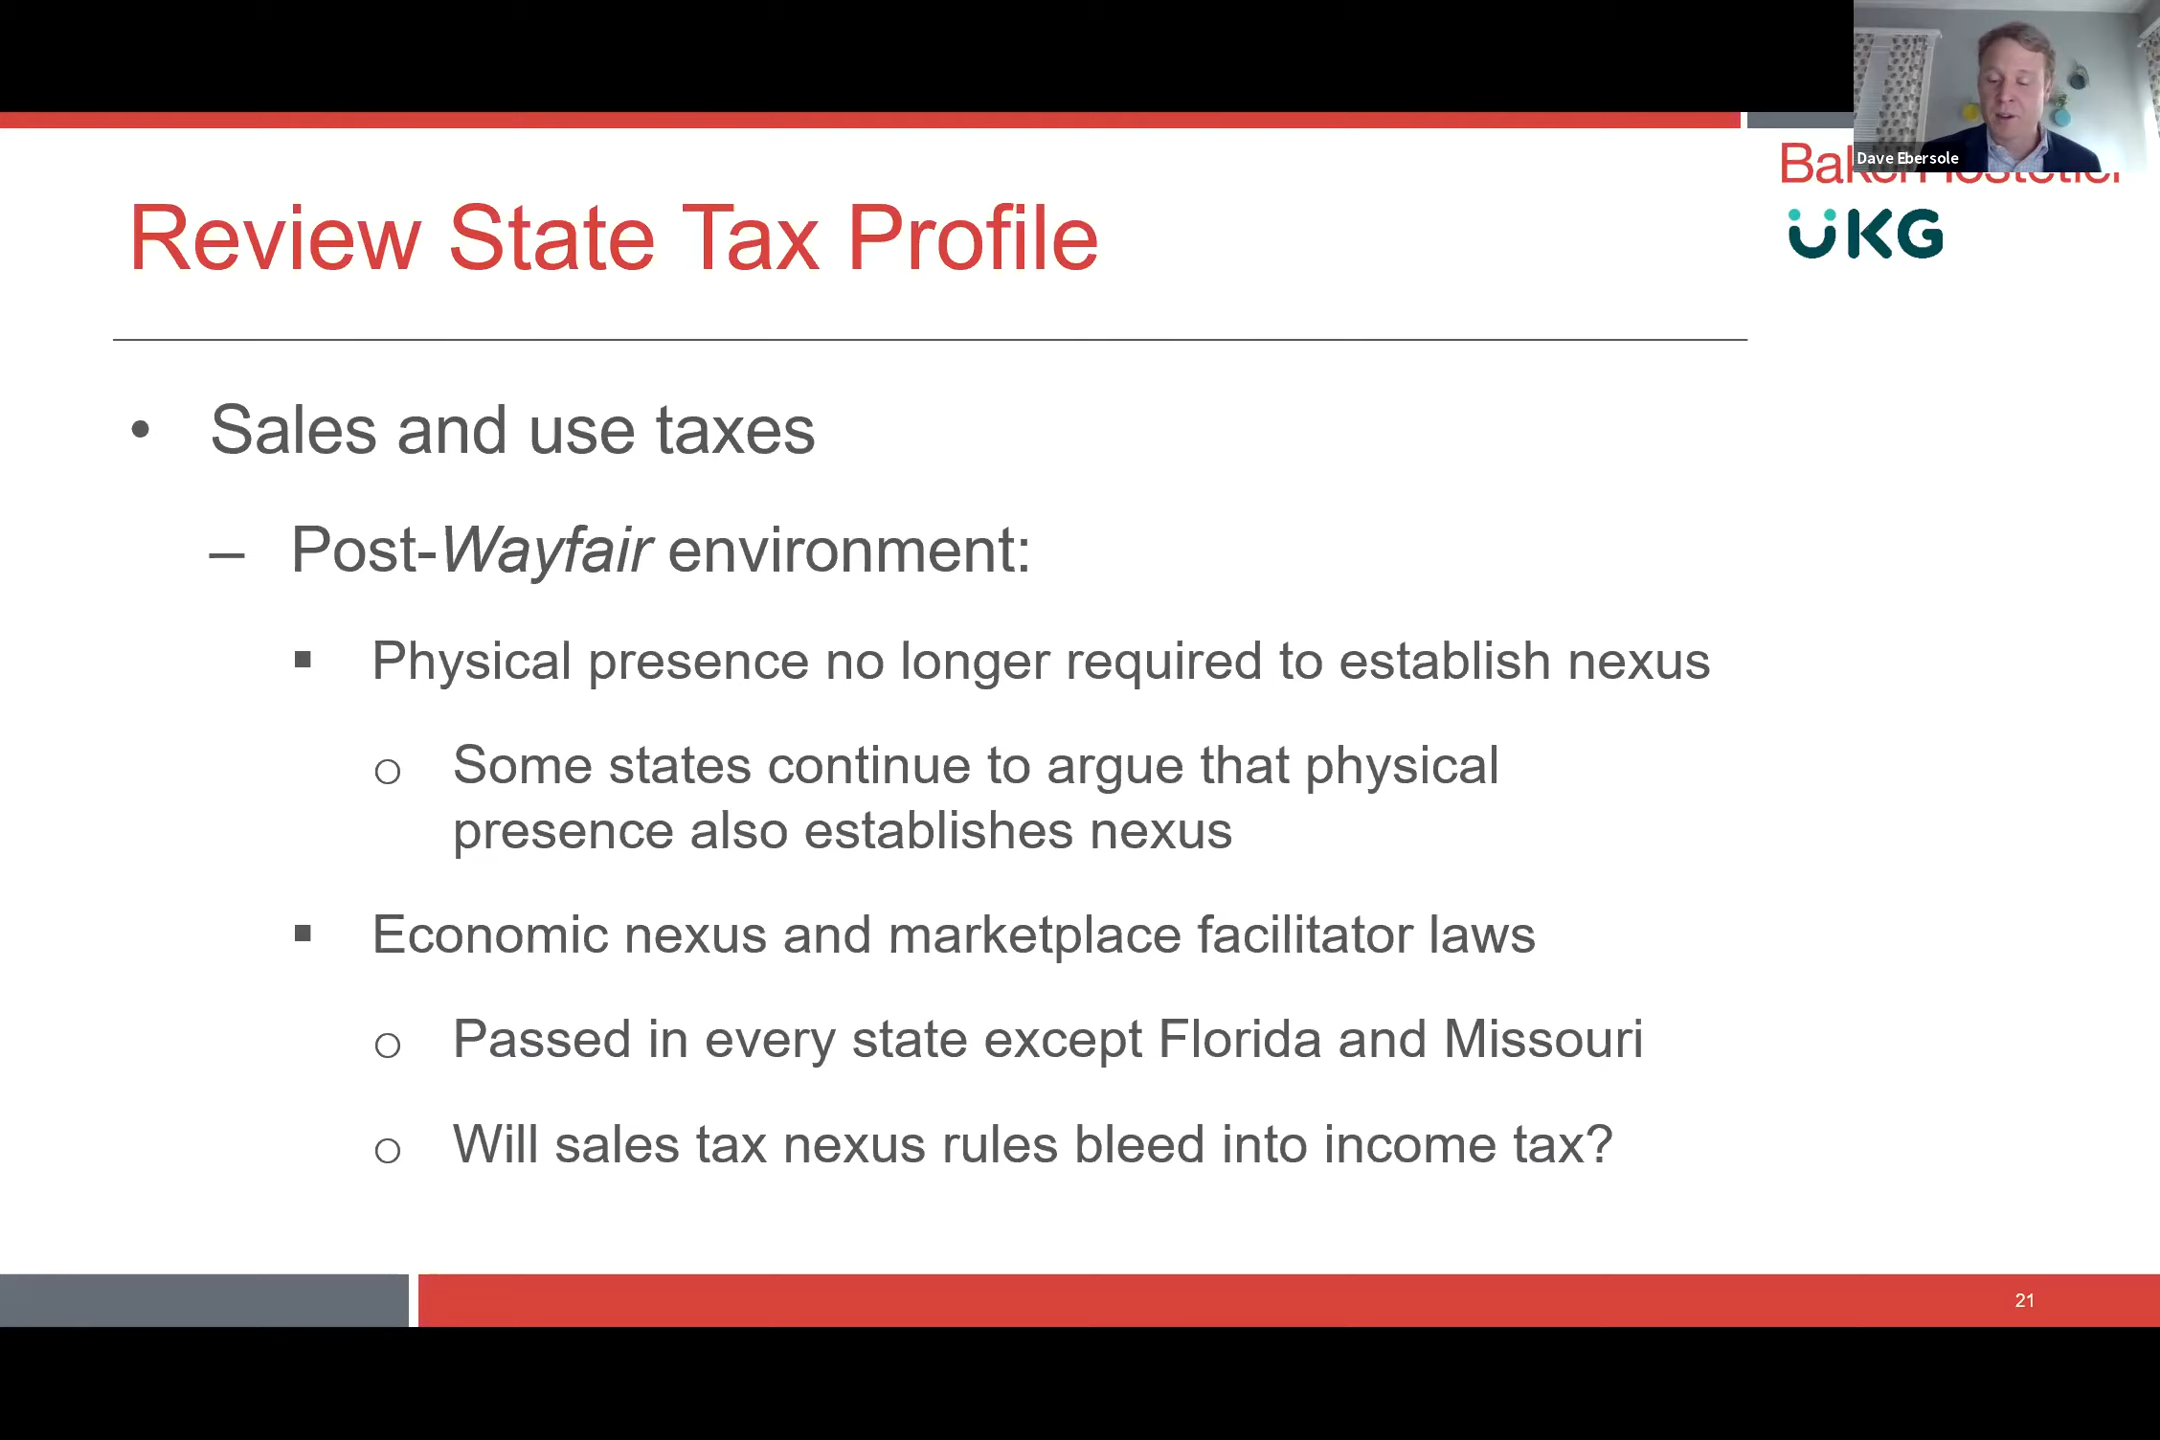 Dave Ebersole
UKG
Review State Tax Profile
• Sales and use taxes
– Post-Wayfair environment:
▪ Physical presence no longer required to establish nexus
o Some states continue to argue that physical
presence also establishes nexus
▪ Economic nexus and marketplace facilitator laws
o Passed in every state except Florida and Missouri
o Will sales tax nexus rules bleed into income tax?
21